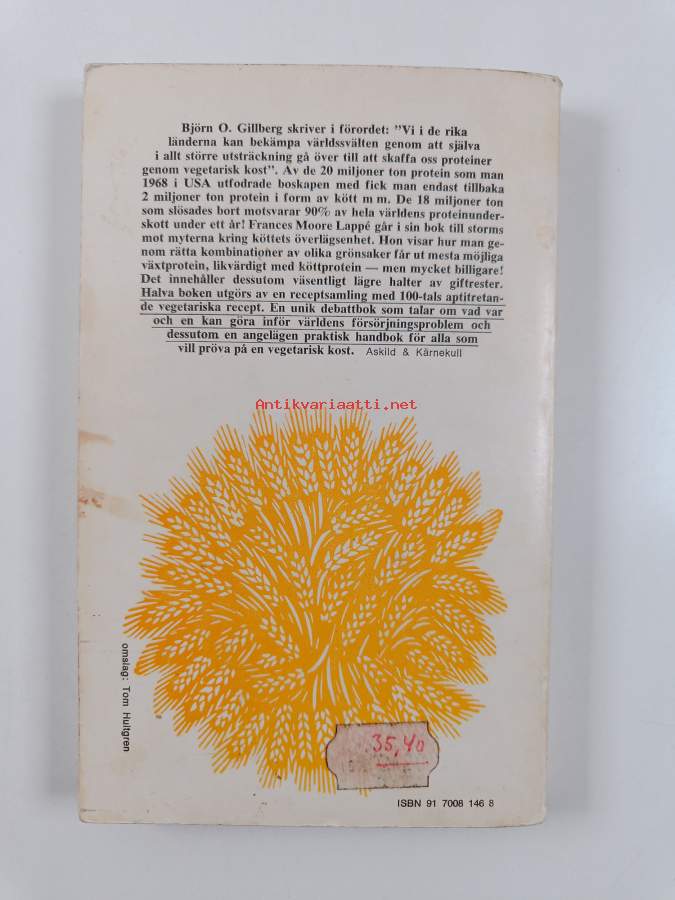 Björn O. Gillberg skriver i förordet: "Vi i de rika
länderna kan bekämpa världssvälten genom att själva
i allt större utsträckning gå över till att skaffa oss proteiner
genom vegetarisk kost". Av de 20 miljoner ton protein som man
1968 i USA utfodrade boskapen med fick man endast tillbaka
2 miljoner ton protein i form av kött m m. De 18 miljoner ton
som slösades bort motsvarar 90% av hela världens proteinunder-
skott under ett år! Frances Moore Lappé går i sin bok till storms
mot myterna kring köttets överlägsenhet. Hon visar hur man ge-
nom rätta kombinationer av olika grönsaker får ut mesta möjliga
växtprotein, likvärdigt med köttprotein — men mycket billigare!
Det innehåller dessutom väsentligt lägre halter av giftrester.
Halva boken utgörs av en receptsamling med 100-tals aptitretan-
de vegetariska recept. En unik debattbok som talar om vad var
och en kan göra inför världens försörjningsproblem och
dessutom en angelägen praktisk handbok för alla som
vill pröva på en vegetarisk kost. Askild & Kärnekull
Antikvariaatti.net
omslag: Tom Hultgren
35,40
ISBN 91 7008 146 8